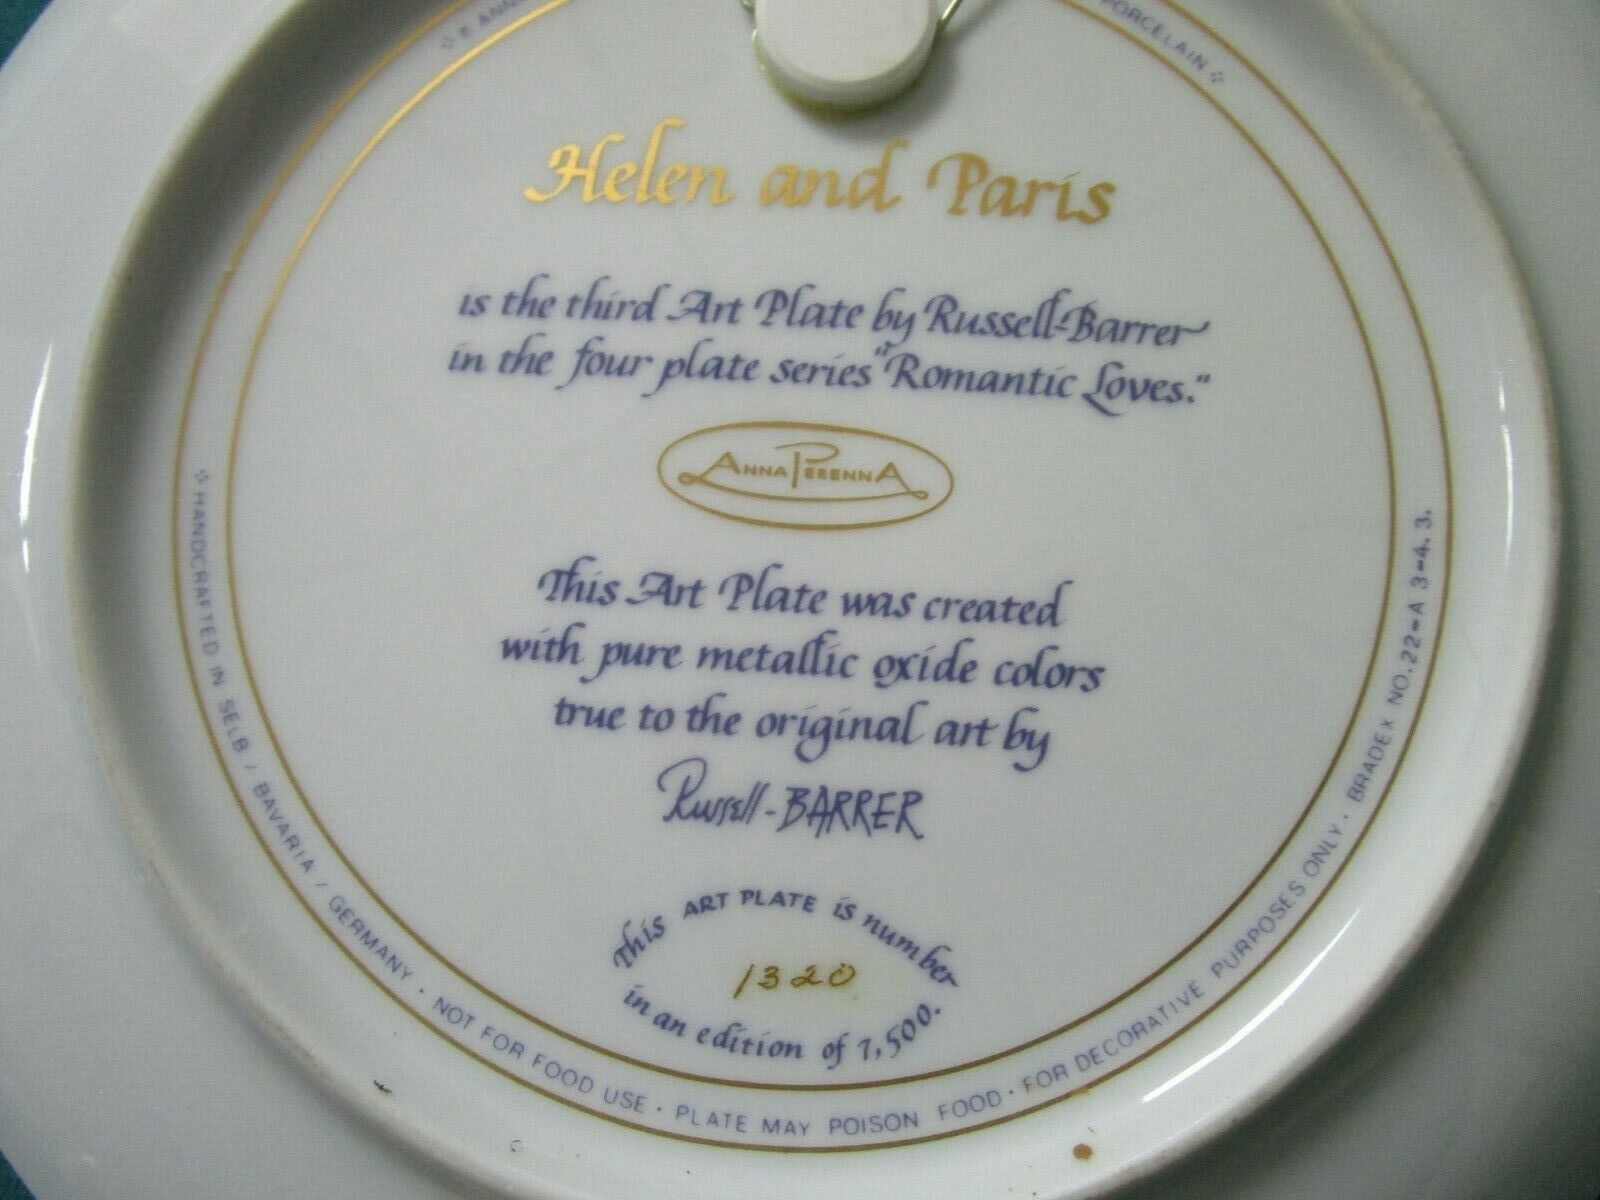 Helen and Paris
is the third Art Plate by Russell-Barrer
in the four plate series "Romantic Loves."
ANNA PERENNA
This Art Plate was created
with pure metallic oxide colors
true to the original art by
Russell-BARRER
This ART PLATE is number
1320
in an edition of 7,500.
PORCELAIN
HANDCRAFTED IN SELB / BAVARIA / GERMANY · NOT FOR FOOD USE · PLATE MAY POISON FOOD · FOR DECORATIVE PURPOSES ONLY · BRADEX NO. 22-A 3-4.3.